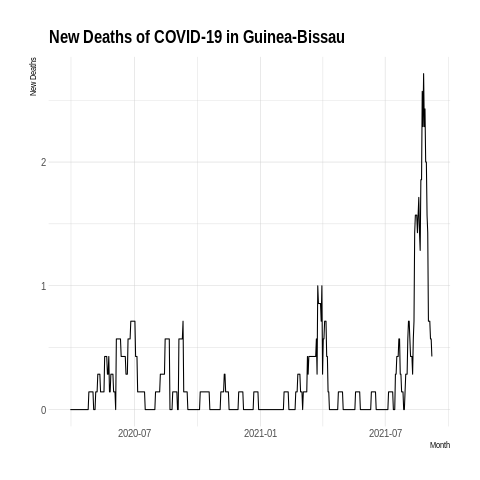 New Deaths of COVID-19 in Guinea-Bissau
New Deaths
2
1
0
2020-07 2021-01 2021-07
Month